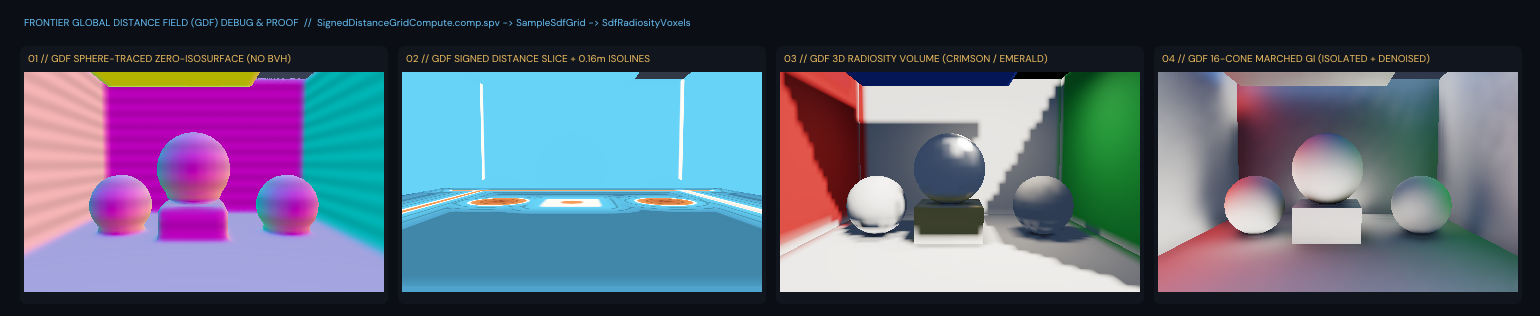 FRONTIER GLOBAL DISTANCE FIELD (GDF) DEBUG & PROOF // SignedDistanceGridCompute.comp.spv -> SampleSdfGrid -> SdfRadiosityVoxels
01 // GDF SPHERE-TRACED ZERO-ISOSURFACE (NO BVH)
02 // GDF SIGNED DISTANCE SLICE + 0.16m ISOLINES
03 // GDF 3D RADIOSITY VOLUME (CRIMSON / EMERALD)
04 // GDF 16-CONE MARCHED GI (ISOLATED + DENOISED)